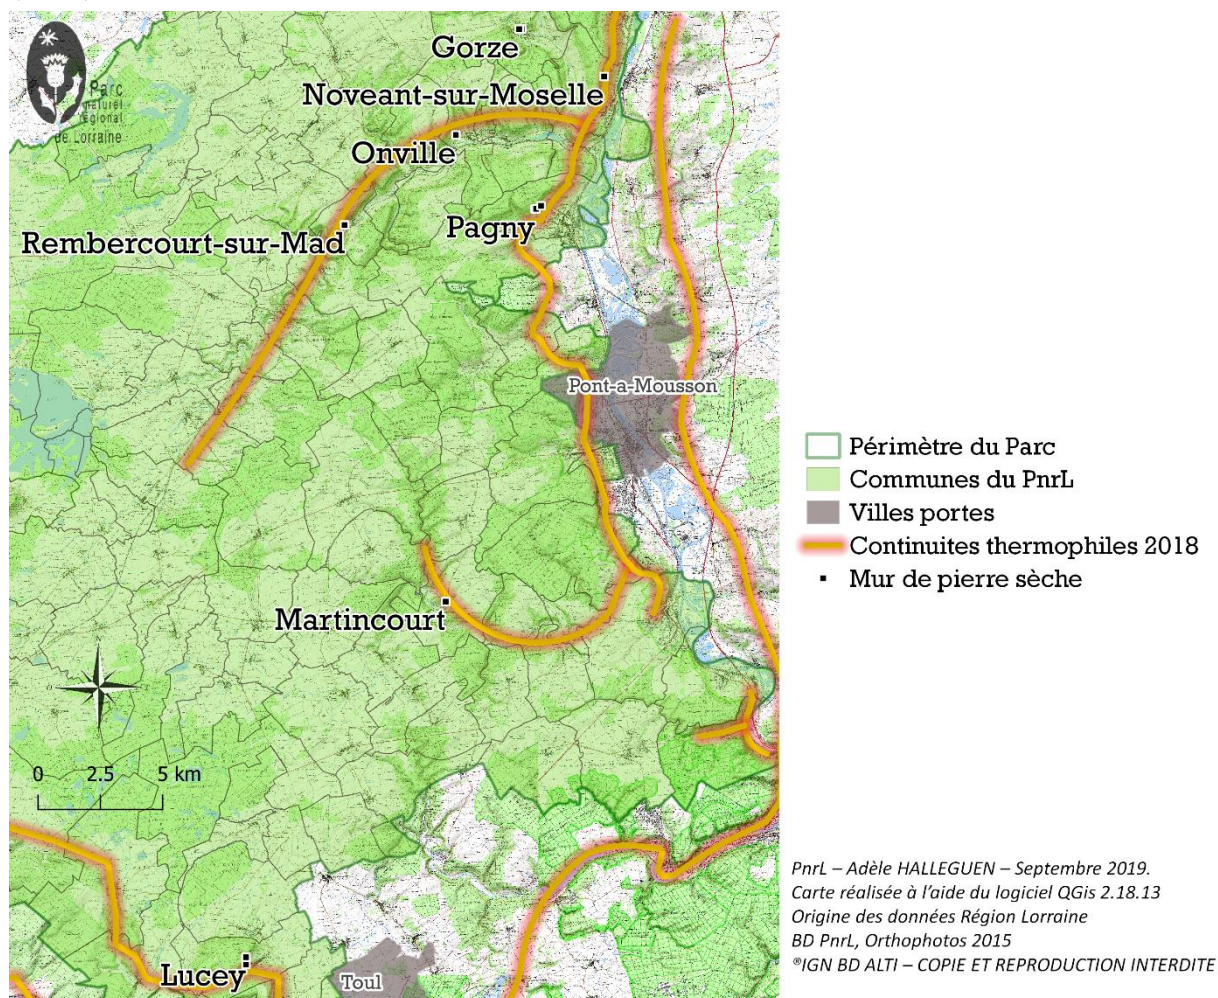 Parc
naturel
régional
de Lorraine
Gorze
Noveant-sur-Moselle
Onville
Pagny
Rembercourt-sur-Mad
Pont-a-Mousson
Martincourt
0 2.5 5 km
Lucey
Toul
Périmètre du Parc
Communes du PnrL
Villes portes
Continuites thermophiles 2018
Mur de pierre sèche
PnrL – Adèle HALLEGUEN – Septembre 2019.
Carte réalisée à l’aide du logiciel QGis 2.18.13
Origine des données Région Lorraine
BD PnrL, Orthophotos 2015
®IGN BD ALTI – COPIE ET REPRODUCTION INTERDITE